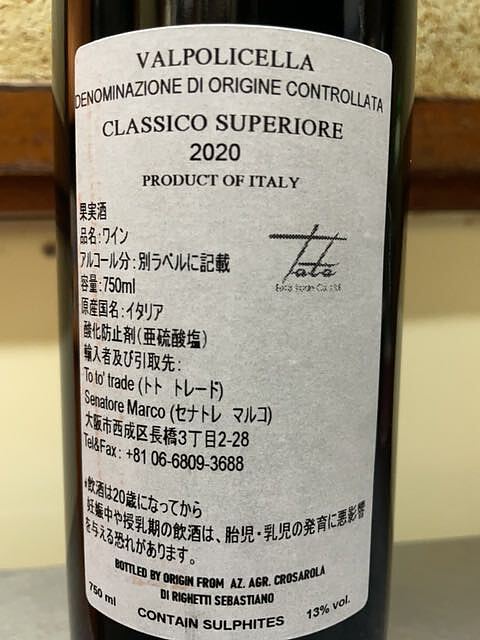 VALPOLICELLA
DENOMINAZIONE DI ORIGINE CONTROLLATA
CLASSICO SUPERIORE
2020
PRODUCT OF ITALY
果実酒
品名:ワイン
アルコール分:別ラベルに記載
容量:750ml
原産国名:イタリア
酸化防止剤(亜硫酸塩)
輸入者及び引取先:
To to' trade (トト トレード)
Senatore Marco (セナトレ マルコ)
大阪市西成区長橋3丁目2-28
Tel&Fax: +81 06-6809-3688
*飲酒は20歳になってから
妊娠中や授乳期の飲酒は、胎児・乳児の発育に悪影響
を与える恐れがあります。
BOTTLED BY ORIGIN FROM AZ. AGR. CROSAROLA
DI RIGHETTI SEBASTIANO
750 ml
CONTAIN SULPHITES
13% vol.